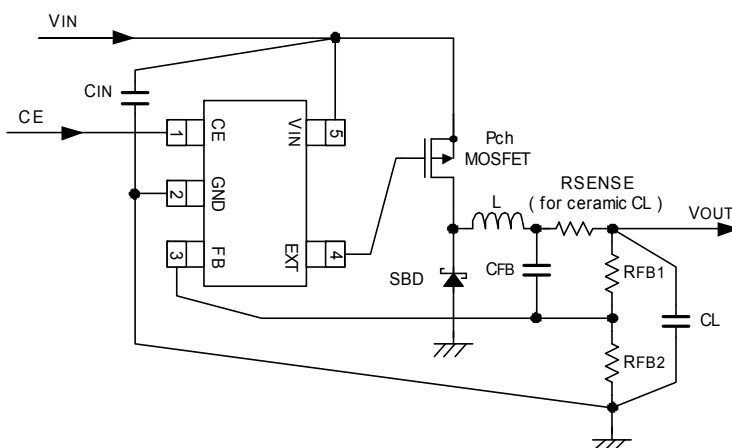 VIN
CIN
CE
1
CE
VIN
5
2
GND
3
FB
EXT
4
Pch
MOSFET
L
RSENSE
( for ceramic CL )
VOUT
SBD
CFB
RFB1
RFB2
CL